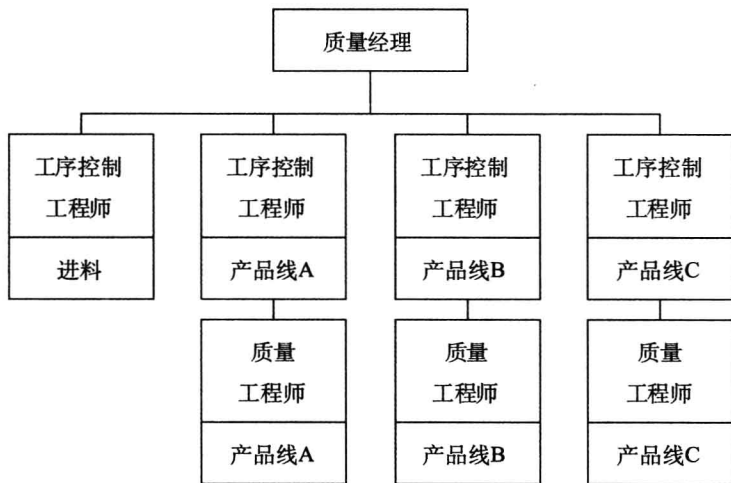 质量经理
工序控制
工程师
进料
工序控制
工程师
产品线A
工序控制
工程师
产品线B
工序控制
工程师
产品线C
质量
工程师
产品线A
质量
工程师
产品线B
质量
工程师
产品线C